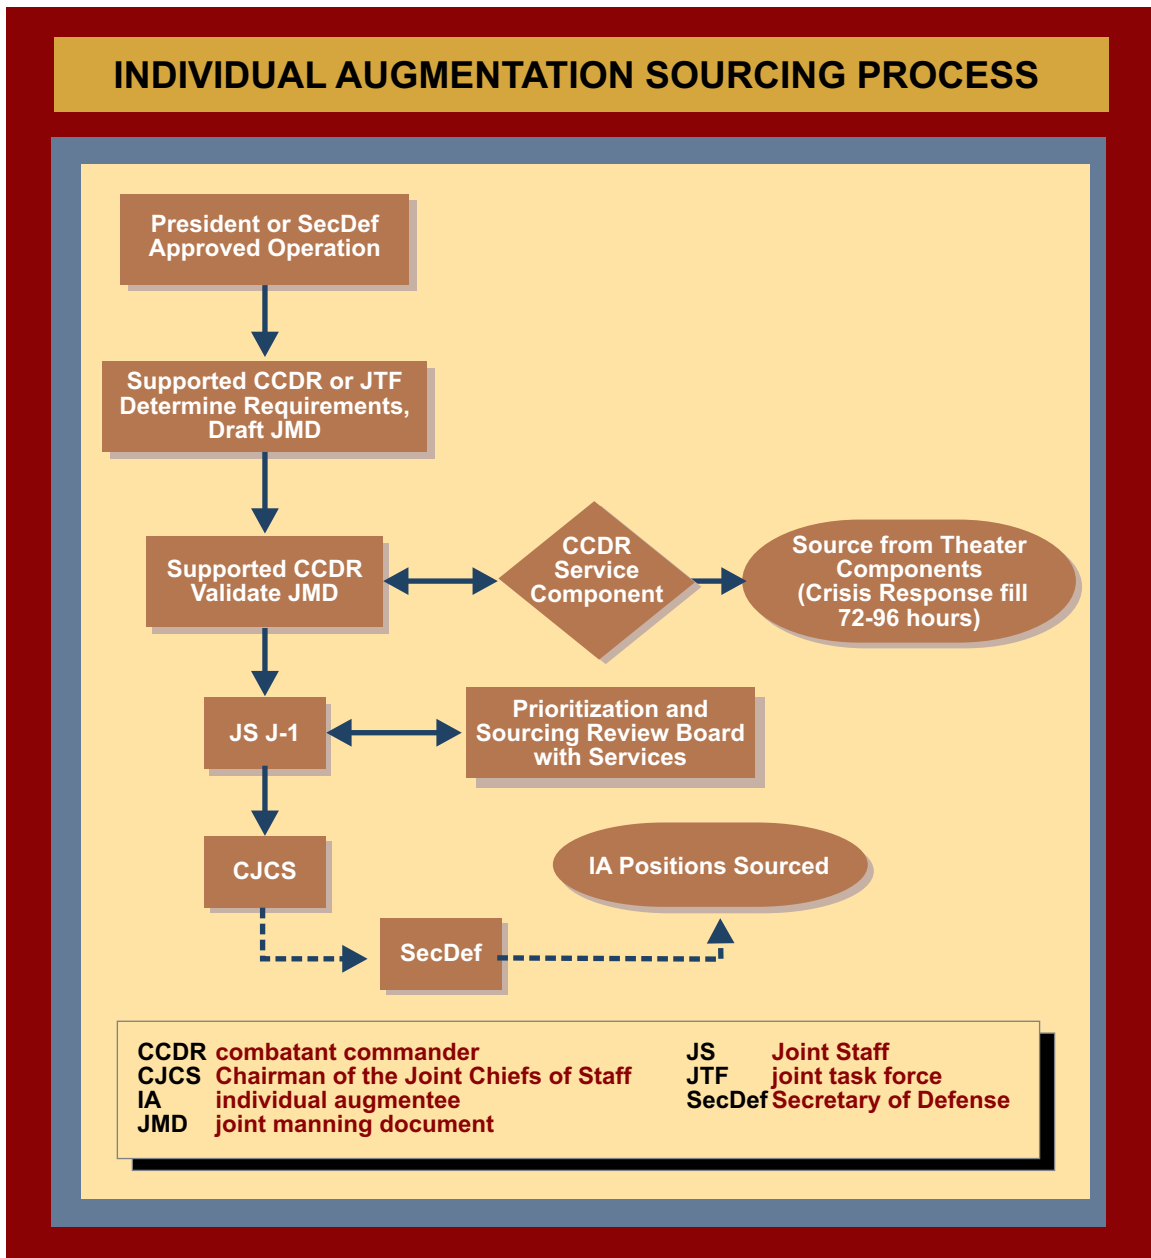 INDIVIDUAL AUGMENTATION SOURCING PROCESS
President or SecDef
Approved Operation
Supported CCDR or JTF
Determine Requirements,
Draft JMD
Supported CCDR
Validate JMD
CCDR
Service
Component
Source from Theater
Components
(Crisis Response fill
72-96 hours)
JS J-1
Prioritization and
Sourcing Review Board
with Services
CJCS
IA Positions Sourced
SecDef
CCDR combatant commander
CJCS Chairman of the Joint Chiefs of Staff
IA individual augmentee
JMD joint manning document
JS Joint Staff
JTF joint task force
SecDef Secretary of Defense